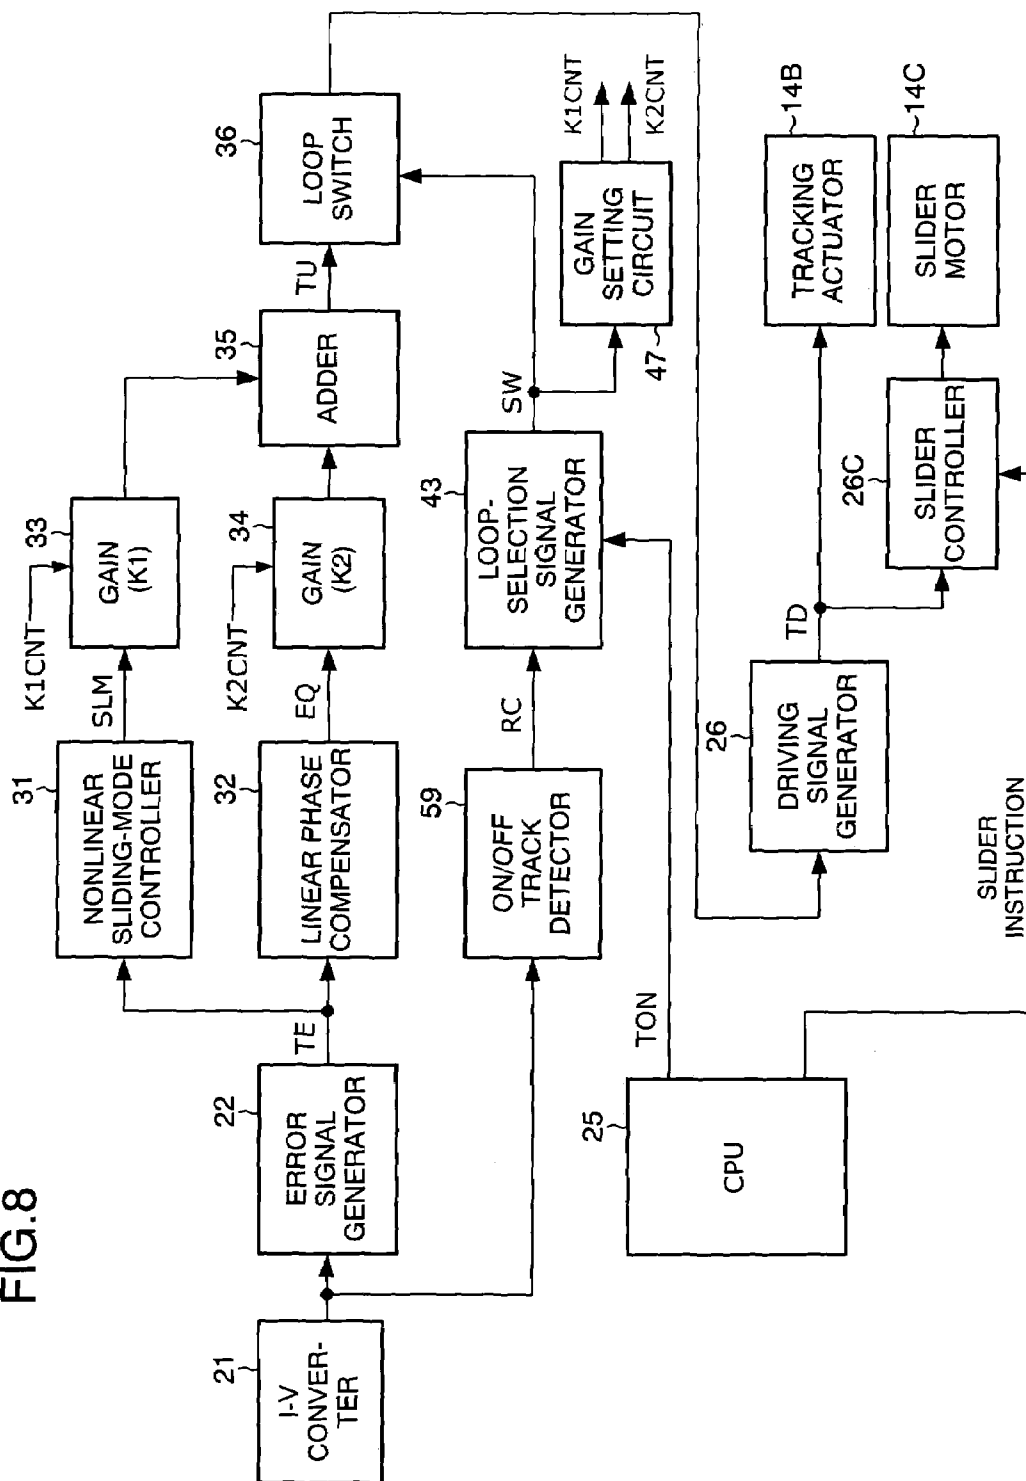 FIG.8
21
I-V
CONVER-
TER
22
ERROR
SIGNAL
GENERATOR
TE
31
NONLINEAR
SLIDING-MODE
CONTROLLER
SLM
K1CNT
33
GAIN
(K1)
32
LINEAR PHASE
COMPENSATOR
EQ
K2CNT
34
GAIN
(K2)
35
ADDER
TU
36
LOOP
SWITCH
59
ON/OFF
TRACK
DETECTOR
RC
43
LOOP-
SELECTION
SIGNAL
GENERATOR
SW
47
GAIN
SETTING
CIRCUIT
K1CNT
K2CNT
25
CPU
TON
26
DRIVING
SIGNAL
GENERATOR
TD
14B
TRACKING
ACTUATOR
26C
SLIDER
CONTROLLER
14C
SLIDER
MOTOR
SLIDER
INSTRUCTION